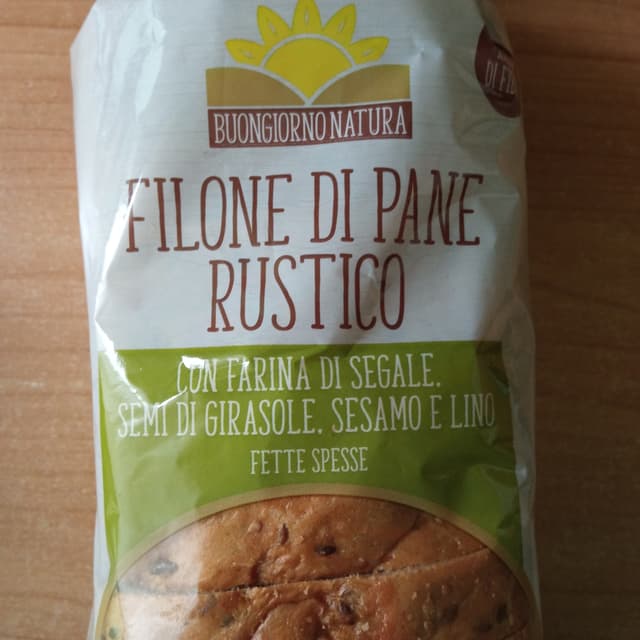 BUONGIORNO NATURA
FILONE DI PANE
RUSTICO
CON FARINA DI SEGALE,
SEMI DI GIRASOLE, SESAMO E LINO
FETTE SPESSE